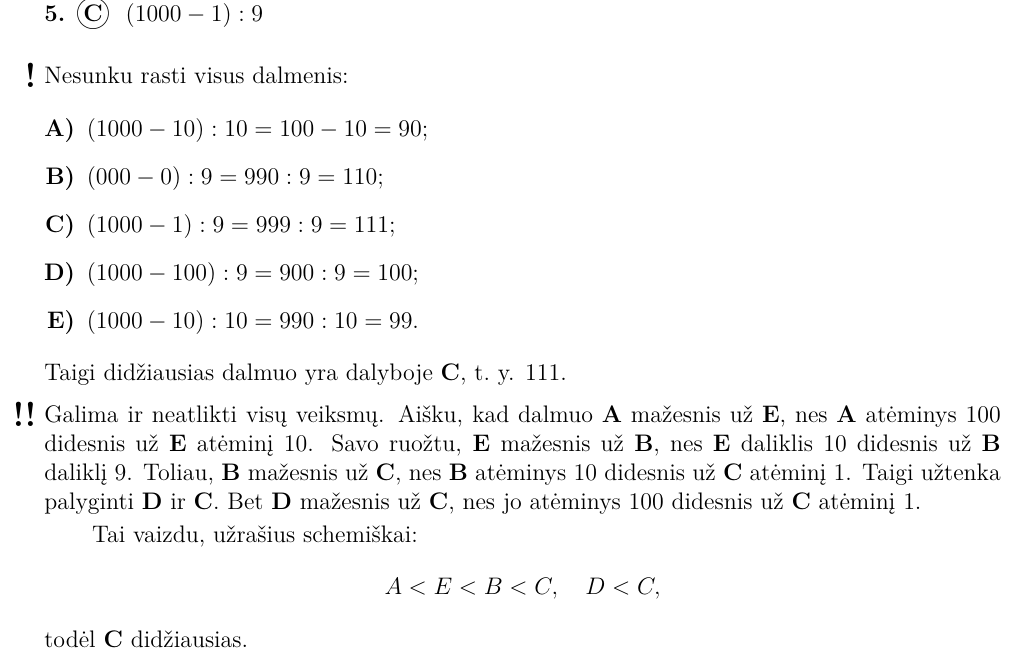 5. C (1000 − 1) : 9
! Nesunku rasti visus dalmenis:
A) (1000 − 10) : 10 = 100 − 10 = 90;
B) (000 − 0) : 9 = 990 : 9 = 110;
C) (1000 − 1) : 9 = 999 : 9 = 111;
D) (1000 − 100) : 9 = 900 : 9 = 100;
E) (1000 − 10) : 10 = 990 : 10 = 99.
Taigi didžiausias dalmuo yra dalyboje C, t. y. 111.
!! Galima ir neatlikti visų veiksmų. Aišku, kad dalmuo A mažesnis už E, nes A atėminys 100
didesnis už E atėminį 10. Savo ruožtu, E mažesnis už B, nes E daliklis 10 didesnis už B
daliklį 9. Toliau, B mažesnis už C, nes B atėminys 10 didesnis už C atėminį 1. Taigi užtenka
palyginti D ir C. Bet D mažesnis už C, nes jo atėminys 100 didesnis už C atėminį 1.
Tai vaizdu, užrašius schemiškai:
A < E < B < C, D < C,
todėl C didžiausias.